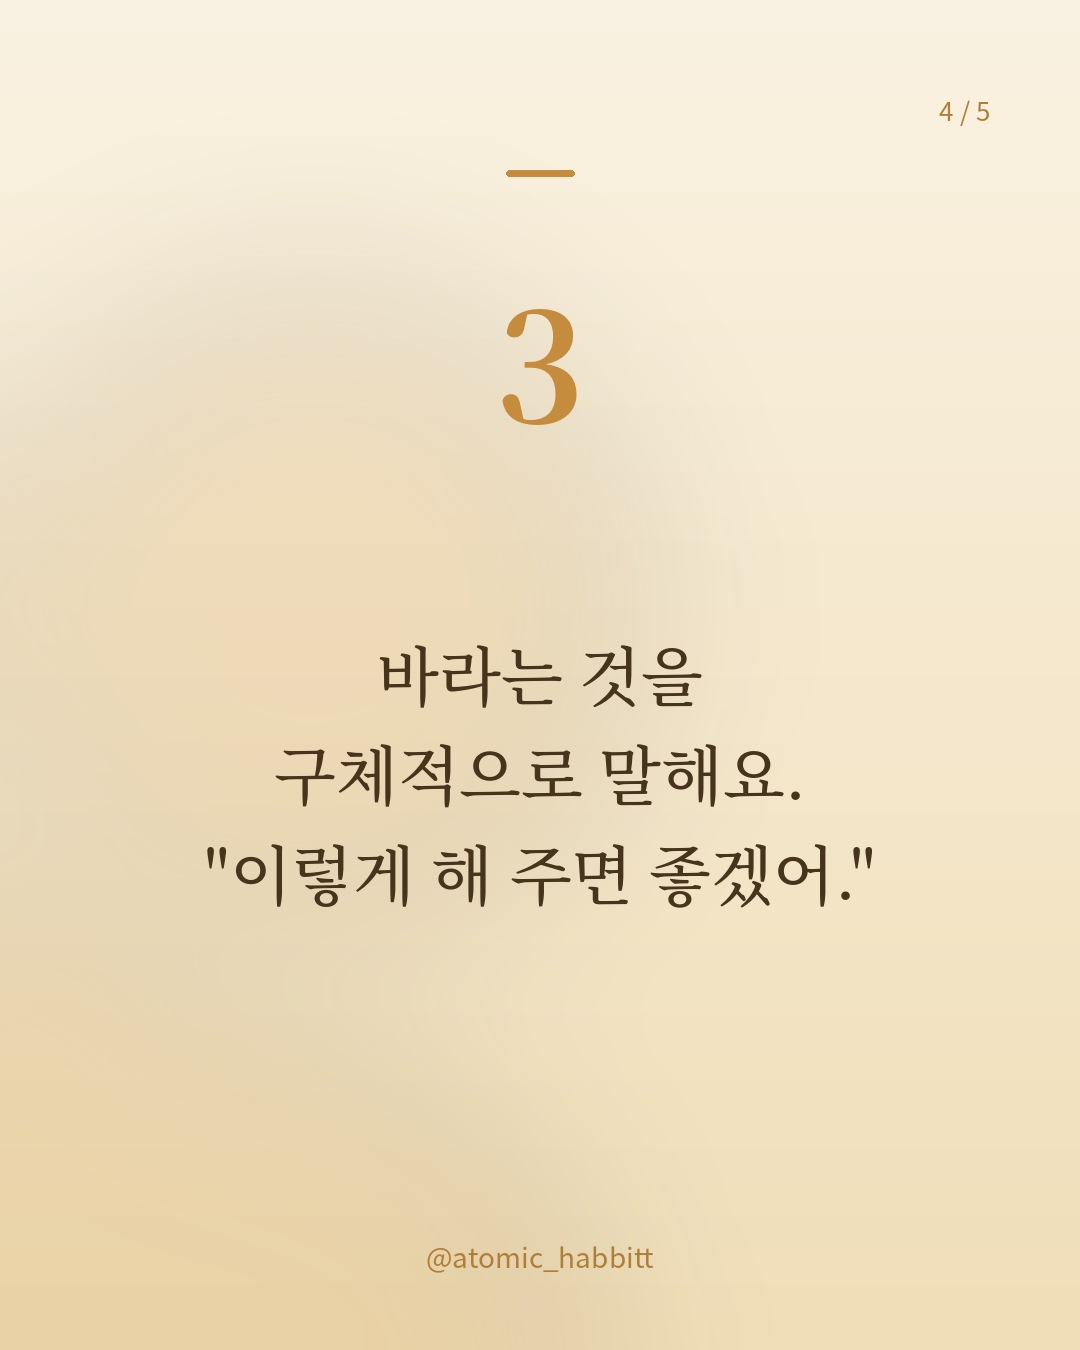 4 / 5
3
바라는 것을
구체적으로 말해요.
"이렇게 해 주면 좋겠어."
@atomic_habbitt